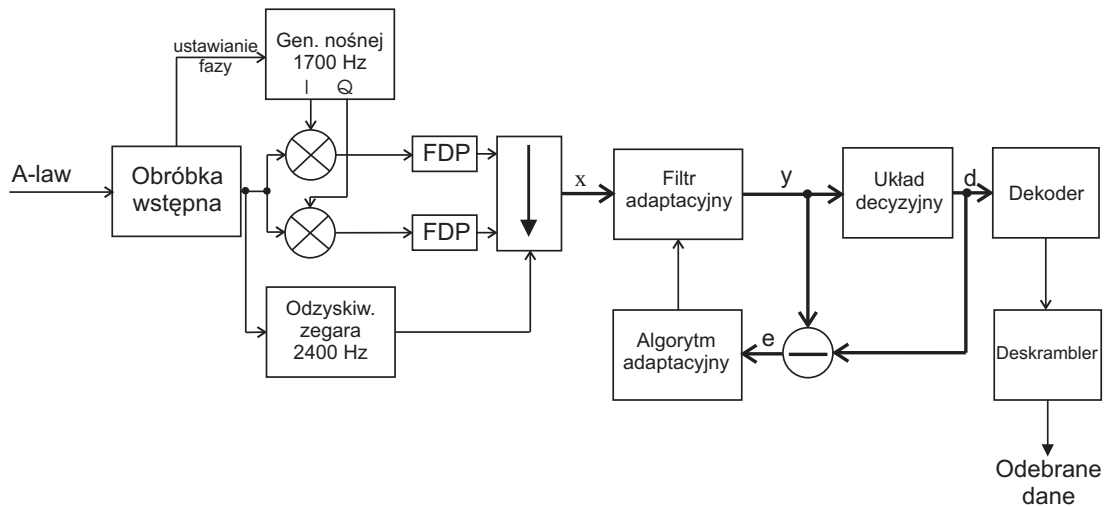 ustawianie
fazy
Gen. nośnej
1700 Hz
I Q
A-law
Obróbka
wstępna
FDP
FDP
Odzyskiw.
zegara
2400 Hz
x
Filtr
adaptacyjny
y
Układ
decyzyjny
d
Dekoder
Algorytm
adaptacyjny
e
Deskrambler
Odebrane
dane